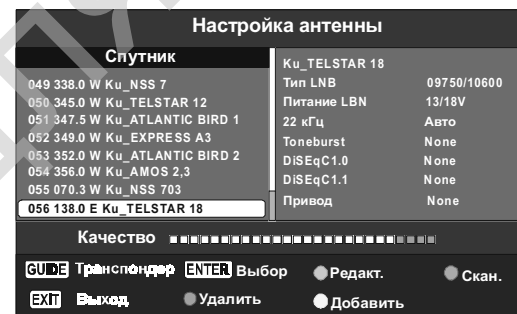 Настройка антенны
Спутник
049 338.0 W Ku_NSS 7
050 345.0 W Ku_TELSTAR 12
051 347.5 W Ku_ATLANTIC BIRD 1
052 349.0 W Ku_EXPRESS A3
053 352.0 W Ku_ATLANTIC BIRD 2
054 356.0 W Ku_AMOS 2,3
055 070.3 W Ku_NSS 703
056 138.0 E Ku_TELSTAR 18
Ku_TELSTAR 18
Тип LNB 09750/10600
Питание LBN 13/18V
22 кГц Авто
Toneburst None
DiSEqC1.0 None
DiSEqC1.1 None
Привод None
Качество
GUIDE Транспондер ENTER Выбор Редакт. Скан.
EXIT Выход Удалить Добавить